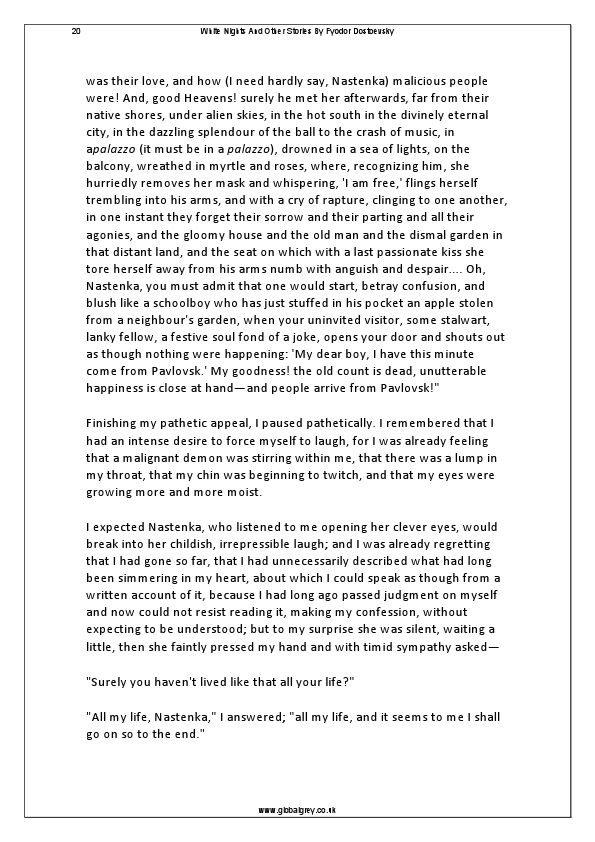 20 White Nights And Other Stories By Fyodor Dostoevsky
was their love, and how (I need hardly say, Nastenka) malicious people
were! And, good Heavens! surely he met her afterwards, far from their
native shores, under alien skies, in the hot south in the divinely eternal
city, in the dazzling splendour of the ball to the crash of music, in
apalazzo (it must be in a palazzo), drowned in a sea of lights, on the
balcony, wreathed in myrtle and roses, where, recognizing him, she
hurriedly removes her mask and whispering, 'I am free,' flings herself
trembling into his arms, and with a cry of rapture, clinging to one another,
in one instant they forget their sorrow and their parting and all their
agonies, and the gloomy house and the old man and the dismal garden in
that distant land, and the seat on which with a last passionate kiss she
tore herself away from his arms numb with anguish and despair.... Oh,
Nastenka, you must admit that one would start, betray confusion, and
blush like a schoolboy who has just stuffed in his pocket an apple stolen
from a neighbour's garden, when your uninvited visitor, some stalwart,
lanky fellow, a festive soul fond of a joke, opens your door and shouts out
as though nothing were happening: 'My dear boy, I have this minute
come from Pavlovsk.' My goodness! the old count is dead, unutterable
happiness is close at hand—and people arrive from Pavlovsk!"
Finishing my pathetic appeal, I paused pathetically. I remembered that I
had an intense desire to force myself to laugh, for I was already feeling
that a malignant demon was stirring within me, that there was a lump in
my throat, that my chin was beginning to twitch, and that my eyes were
growing more and more moist.
I expected Nastenka, who listened to me opening her clever eyes, would
break into her childish, irrepressible laugh; and I was already regretting
that I had gone so far, that I had unnecessarily described what had long
been simmering in my heart, about which I could speak as though from a
written account of it, because I had long ago passed judgment on myself
and now could not resist reading it, making my confession, without
expecting to be understood; but to my surprise she was silent, waiting a
little, then she faintly pressed my hand and with timid sympathy asked—
"Surely you haven't lived like that all your life?"
"All my life, Nastenka," I answered; "all my life, and it seems to me I shall
go on so to the end."
www.globalgrey.co.uk